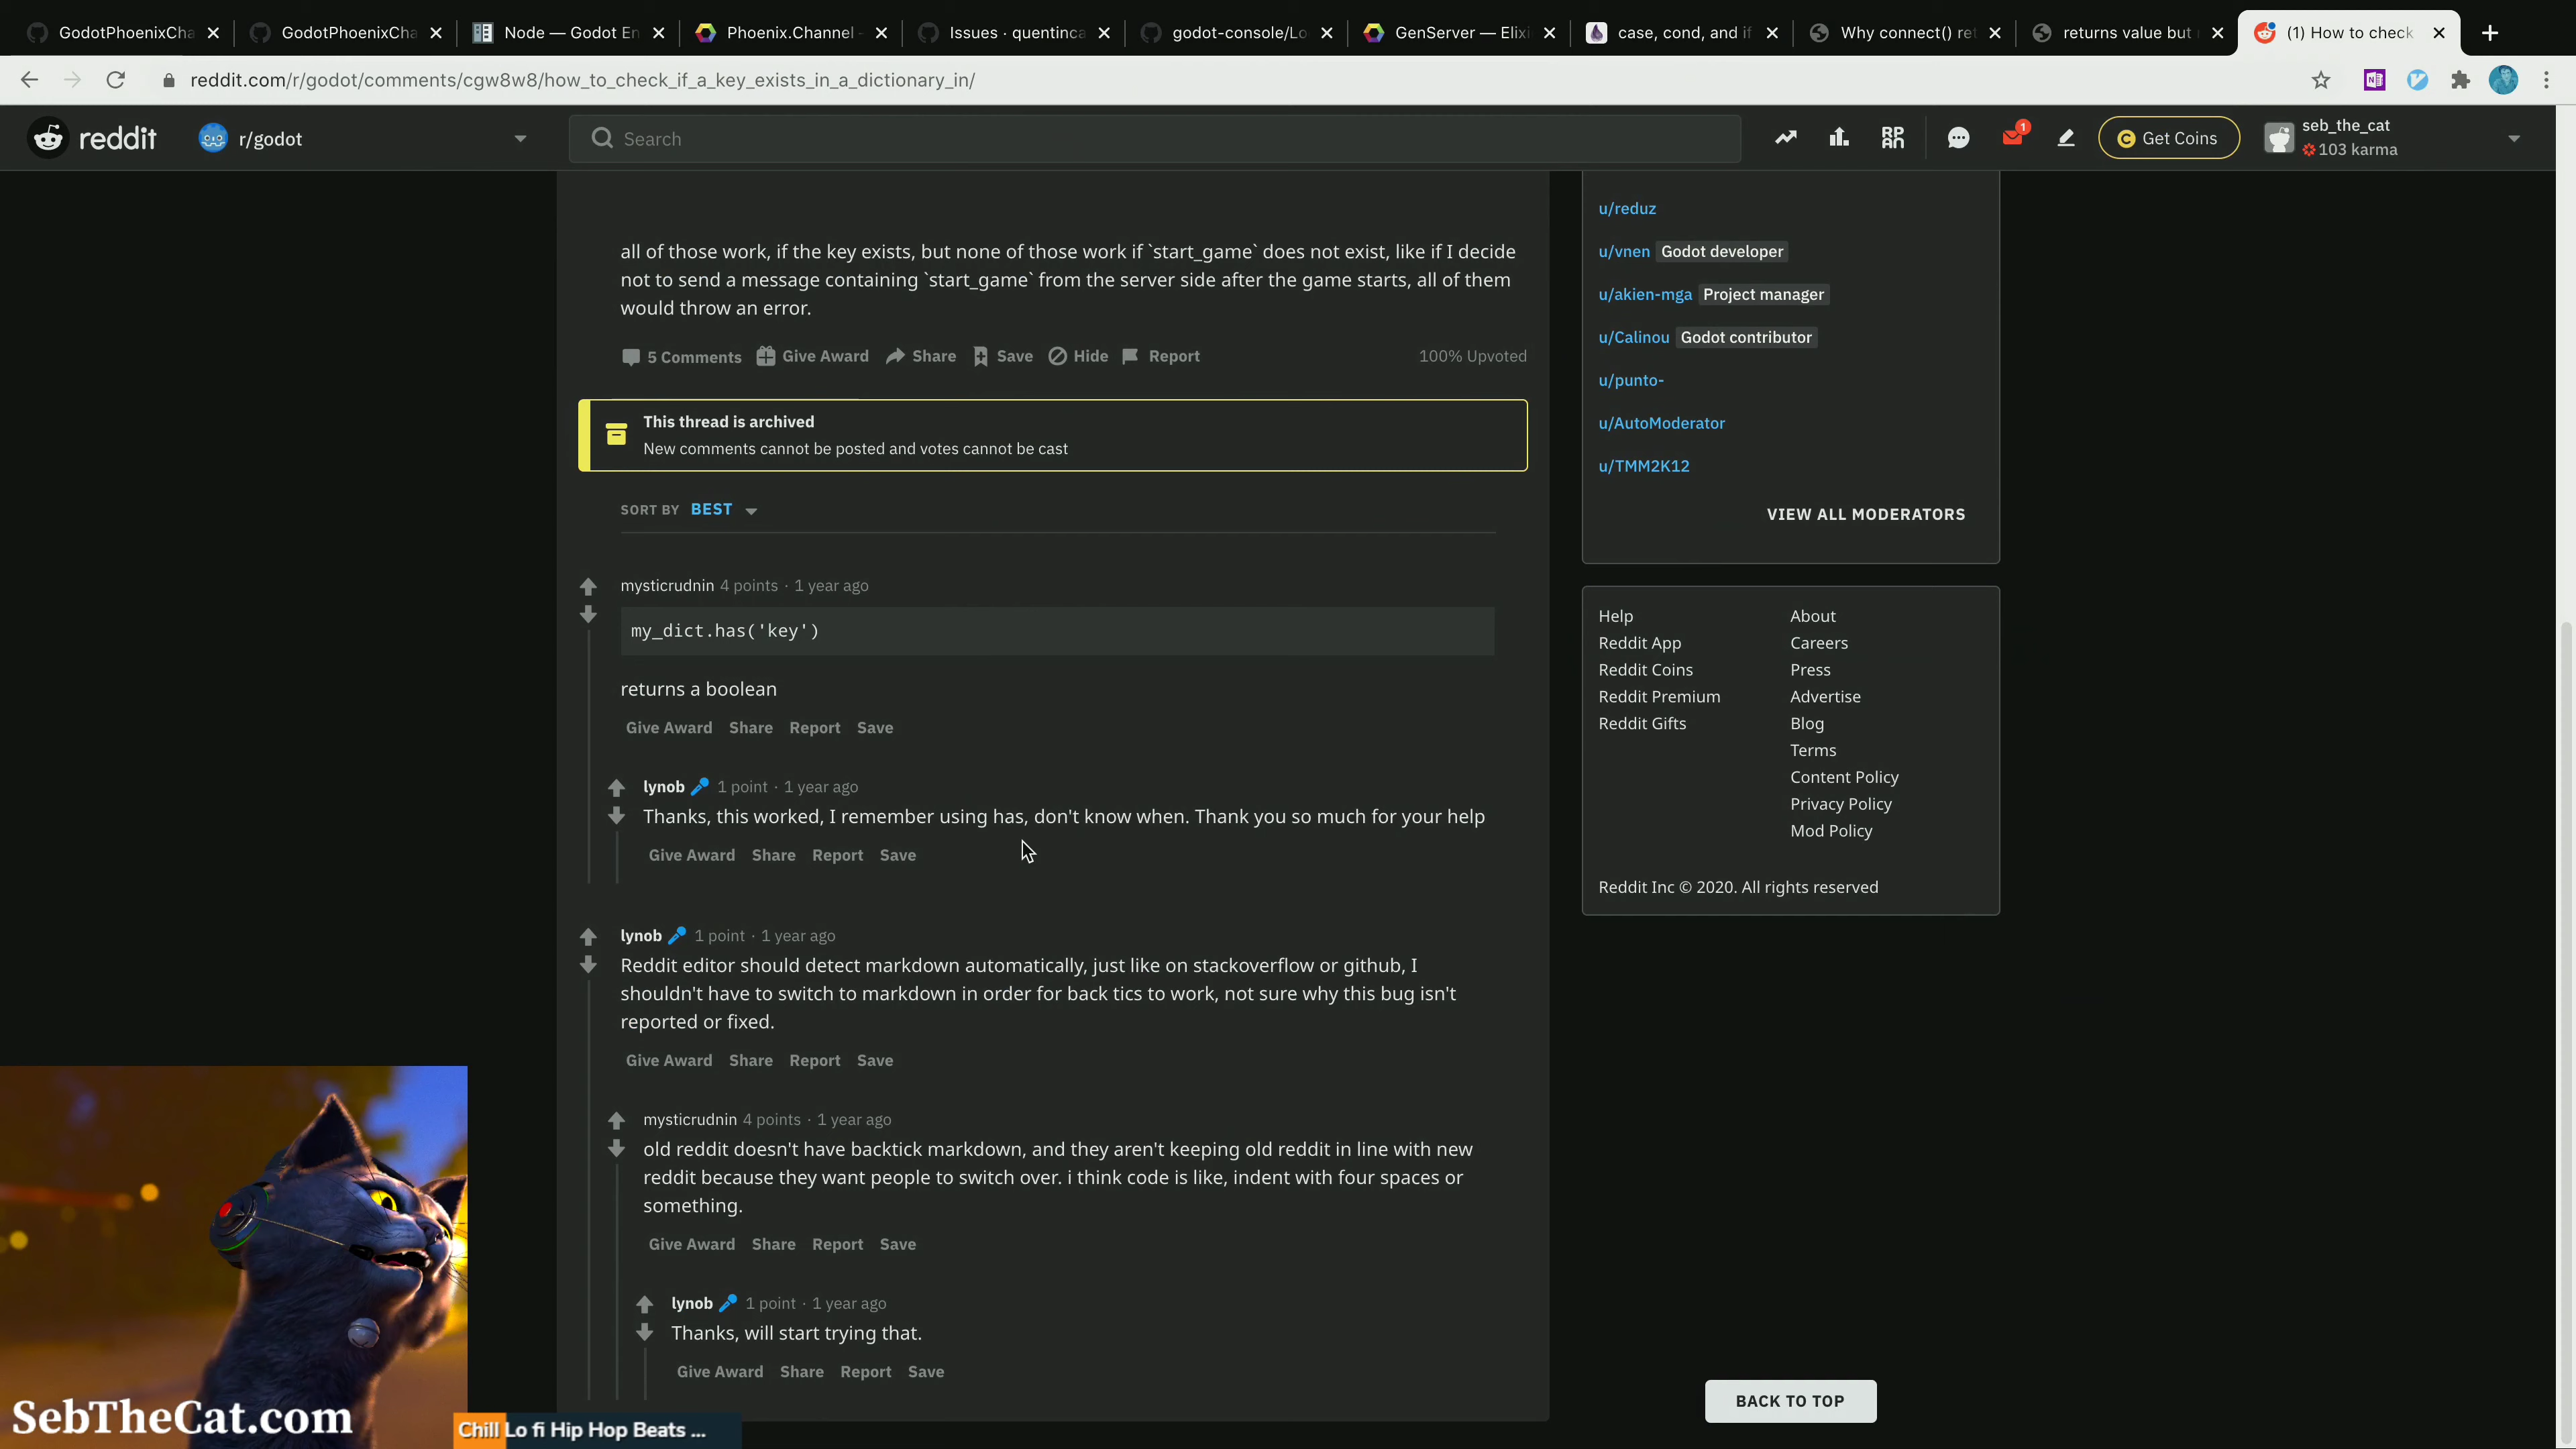 GodotPhoenixCha
GodotPhoenixCha
Node — Godot En
Phoenix.Channel -
Issues · quentinca
godot-console/Lo
GenServer — Elixi
case, cond, and if
Why connect() ret
returns value but
(1) How to check
reddit.com/r/godot/comments/cgw8w8/how_to_check_if_a_key_exists_in_a_dictionary_in/
reddit
r/godot
Search
1
Get Coins
seb_the_cat
103 karma
all of those work, if the key exists, but none of those work if `start_game` does not exist, like if I decide
not to send a message containing `start_game` from the server side after the game starts, all of them
would throw an error.
5 Comments Give Award Share Save Hide Report 100% Upvoted
This thread is archived
New comments cannot be posted and votes cannot be cast
SORT BY BEST
mysticrudnin 4 points · 1 year ago
my_dict.has('key')
returns a boolean
Give Award Share Report Save
lynob 1 point · 1 year ago
Thanks, this worked, I remember using has, don't know when. Thank you so much for your help
Give Award Share Report Save
lynob 1 point · 1 year ago
Reddit editor should detect markdown automatically, just like on stackoverflow or github, I
shouldn't have to switch to markdown in order for back tics to work, not sure why this bug isn't
reported or fixed.
Give Award Share Report Save
mysticrudnin 4 points · 1 year ago
old reddit doesn't have backtick markdown, and they aren't keeping old reddit in line with new
reddit because they want people to switch over. i think code is like, indent with four spaces or
something.
Give Award Share Report Save
lynob 1 point · 1 year ago
Thanks, will start trying that.
Give Award Share Report Save
u/reduz
u/vnen Godot developer
u/akien-mga Project manager
u/Calinou Godot contributor
u/punto-
u/AutoModerator
u/TMM2K12
VIEW ALL MODERATORS
Help About
Reddit App Careers
Reddit Coins Press
Reddit Premium Advertise
Reddit Gifts Blog
Terms
Content Policy
Privacy Policy
Mod Policy
Reddit Inc © 2020. All rights reserved
BACK TO TOP
SebTheCat.com
Chill Lo fi Hip Hop Beats ...